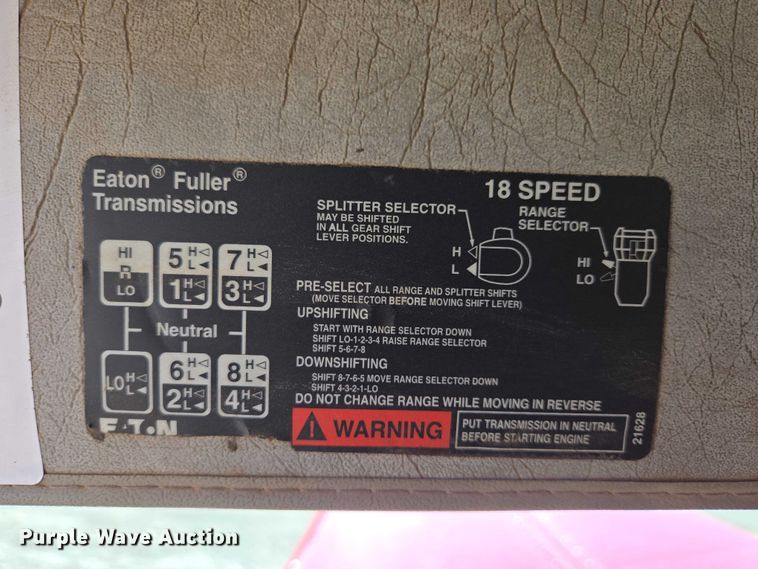 Eaton® Fuller®
Transmissions
18 SPEED
SPLITTER SELECTOR
MAY BE SHIFTED
IN ALL GEAR SHIFT
LEVER POSITIONS.
H
L
RANGE
SELECTOR
HI
LO
HI
R
LO
5 H L
1 H L
7 H L
3 H L
Neutral
LO H L
6 H L
2 H L
8 H L
4 H L
PRE-SELECT ALL RANGE AND SPLITTER SHIFTS
(MOVE SELECTOR BEFORE MOVING SHIFT LEVER)
UPSHIFTING
START WITH RANGE SELECTOR DOWN
SHIFT LO-1-2-3-4 RAISE RANGE SELECTOR
SHIFT 5-6-7-8
DOWNSHIFTING
SHIFT 8-7-6-5 MOVE RANGE SELECTOR DOWN
SHIFT 4-3-2-1-LO
DO NOT CHANGE RANGE WHILE MOVING IN REVERSE
WARNING
PUT TRANSMISSION IN NEUTRAL
BEFORE STARTING ENGINE
21628
EATON
Purple Wave Auction